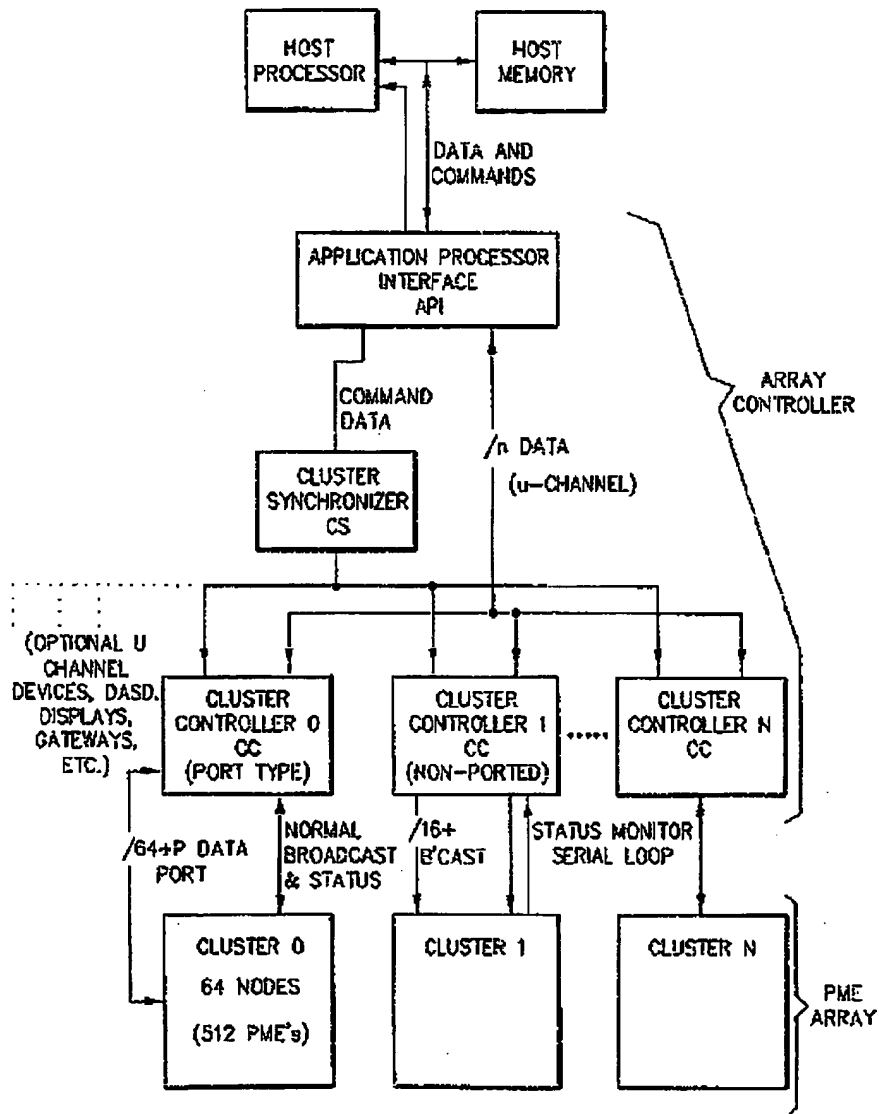 HOST
PROCESSOR
HOST
MEMORY
DATA AND
COMMANDS
APPLICATION PROCESSOR
INTERFACE
API
ARRAY
CONTROLLER
COMMAND
DATA
/n DATA
(u-CHANNEL)
CLUSTER
SYNCHRONIZER
CS
(OPTIONAL U
CHANNEL
DEVICES, DASD.
DISPLAYS,
GATEWAYS,
ETC.)
CLUSTER
CONTROLLER 0
CC
(PORT TYPE)
CLUSTER
CONTROLLER 1
CC
(NON-PORTED)
.....
CLUSTER
CONTROLLER N
CC
/64+P DATA
PORT
NORMAL
BROADCAST
& STATUS
/16+
B'CAST
STATUS MONITOR
SERIAL LOOP
CLUSTER 0
64 NODES
(512 PME's)
CLUSTER 1
CLUSTER N
PME
ARRAY